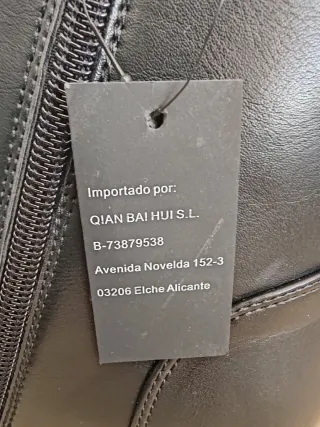 Importado por:
QIAN BAI HUI S.L.
B-73879538
Avenida Novelda 152-3
03206 Elche Alicante